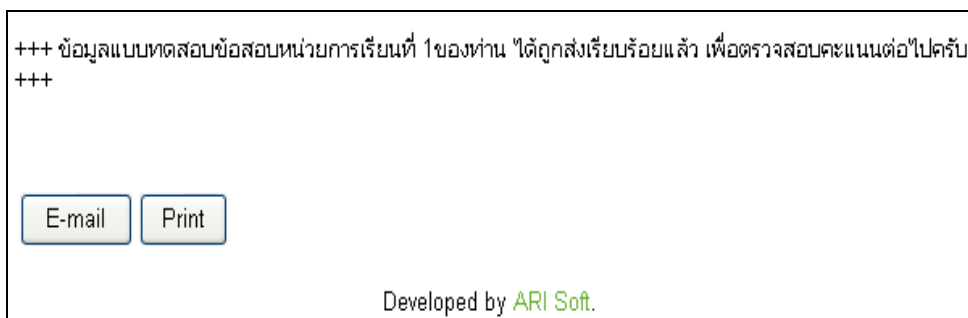 +++ ข้อมูลแบบทดสอบข้อสอบหน่วยการเรียนที่ 1ของท่าน ได้ถูกส่งเรียบร้อยแล้ว เพื่อตรวจสอบคะแนนต่อไปครับ
+++
E-mail Print
Developed by ARI Soft.